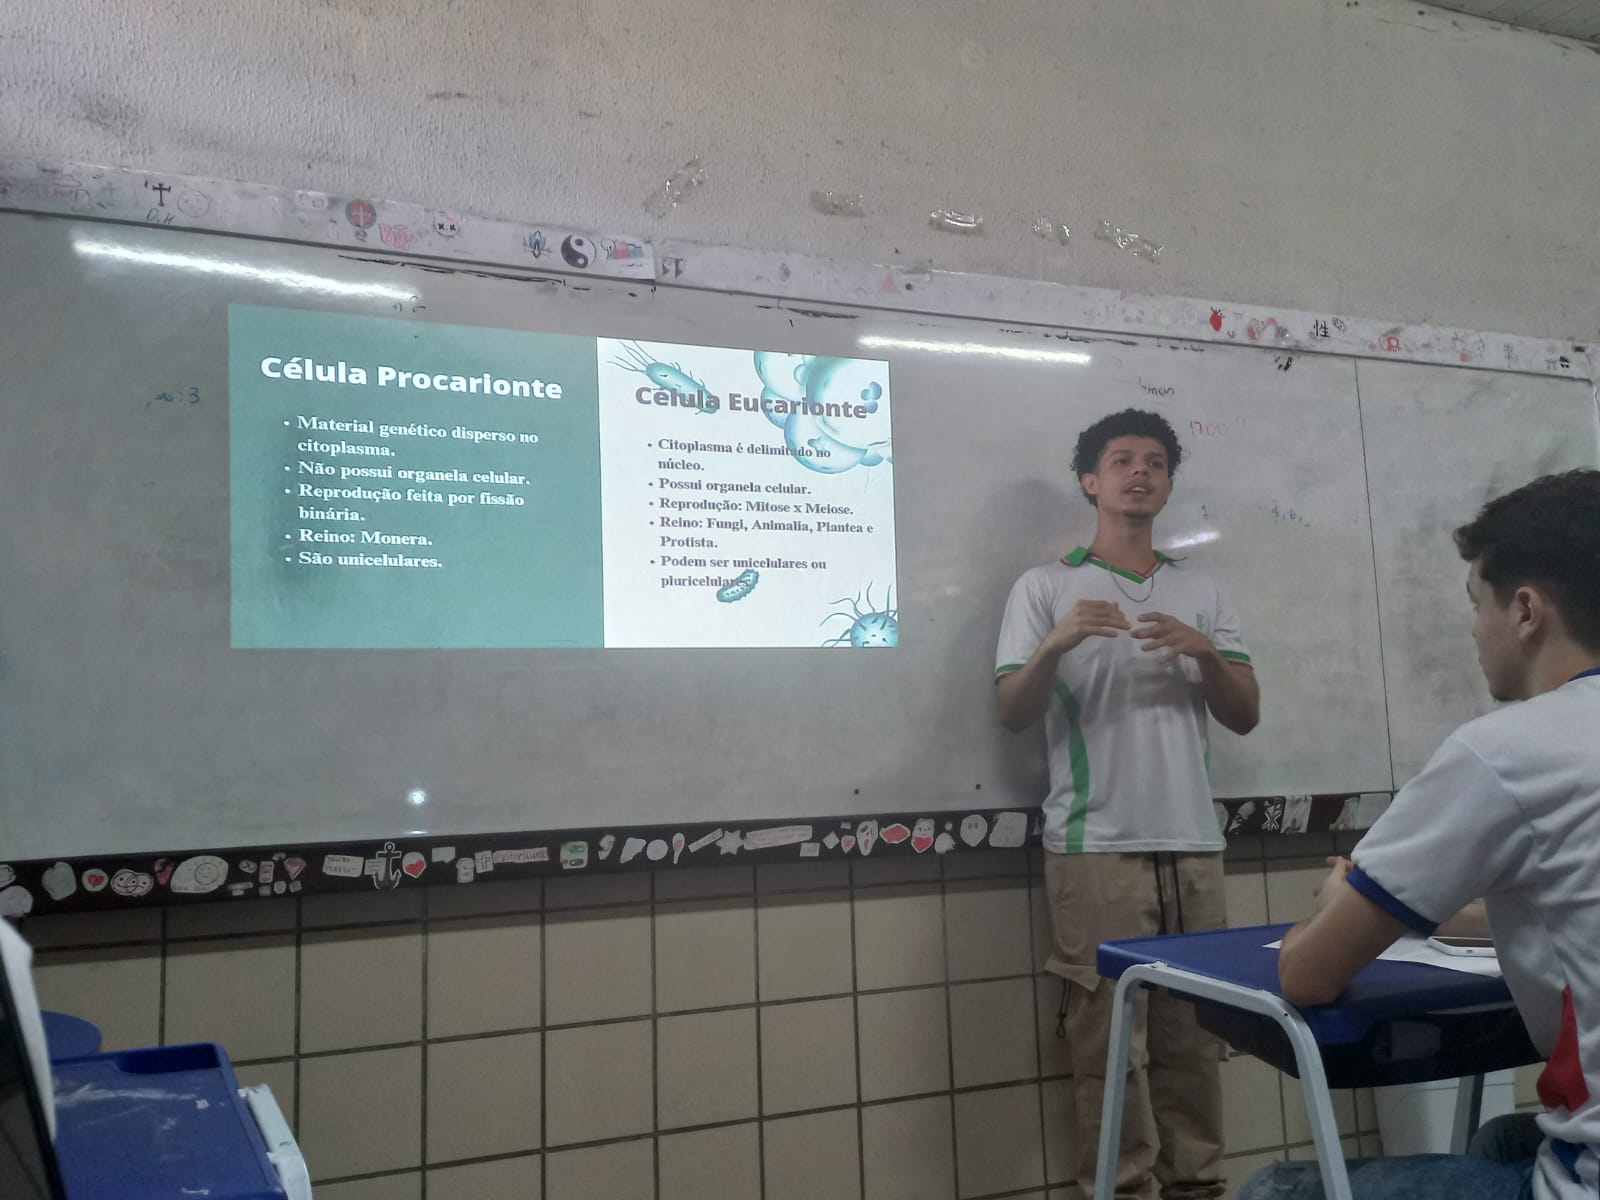 Célula Procarionte
• Material genético disperso no
citoplasma.
• Não possui organela celular.
• Reprodução feita por fissão
binária.
• Reino: Monera.
• São unicelulares.
Célula Eucarionte
• Citoplasma é delimitado no
núcleo.
• Possui organela celular.
• Reprodução: Mitose x Meiose.
• Reino: Fungi, Animalia, Plantea e
Protista.
• Podem ser unicelulares ou
pluricelulares
1700
性